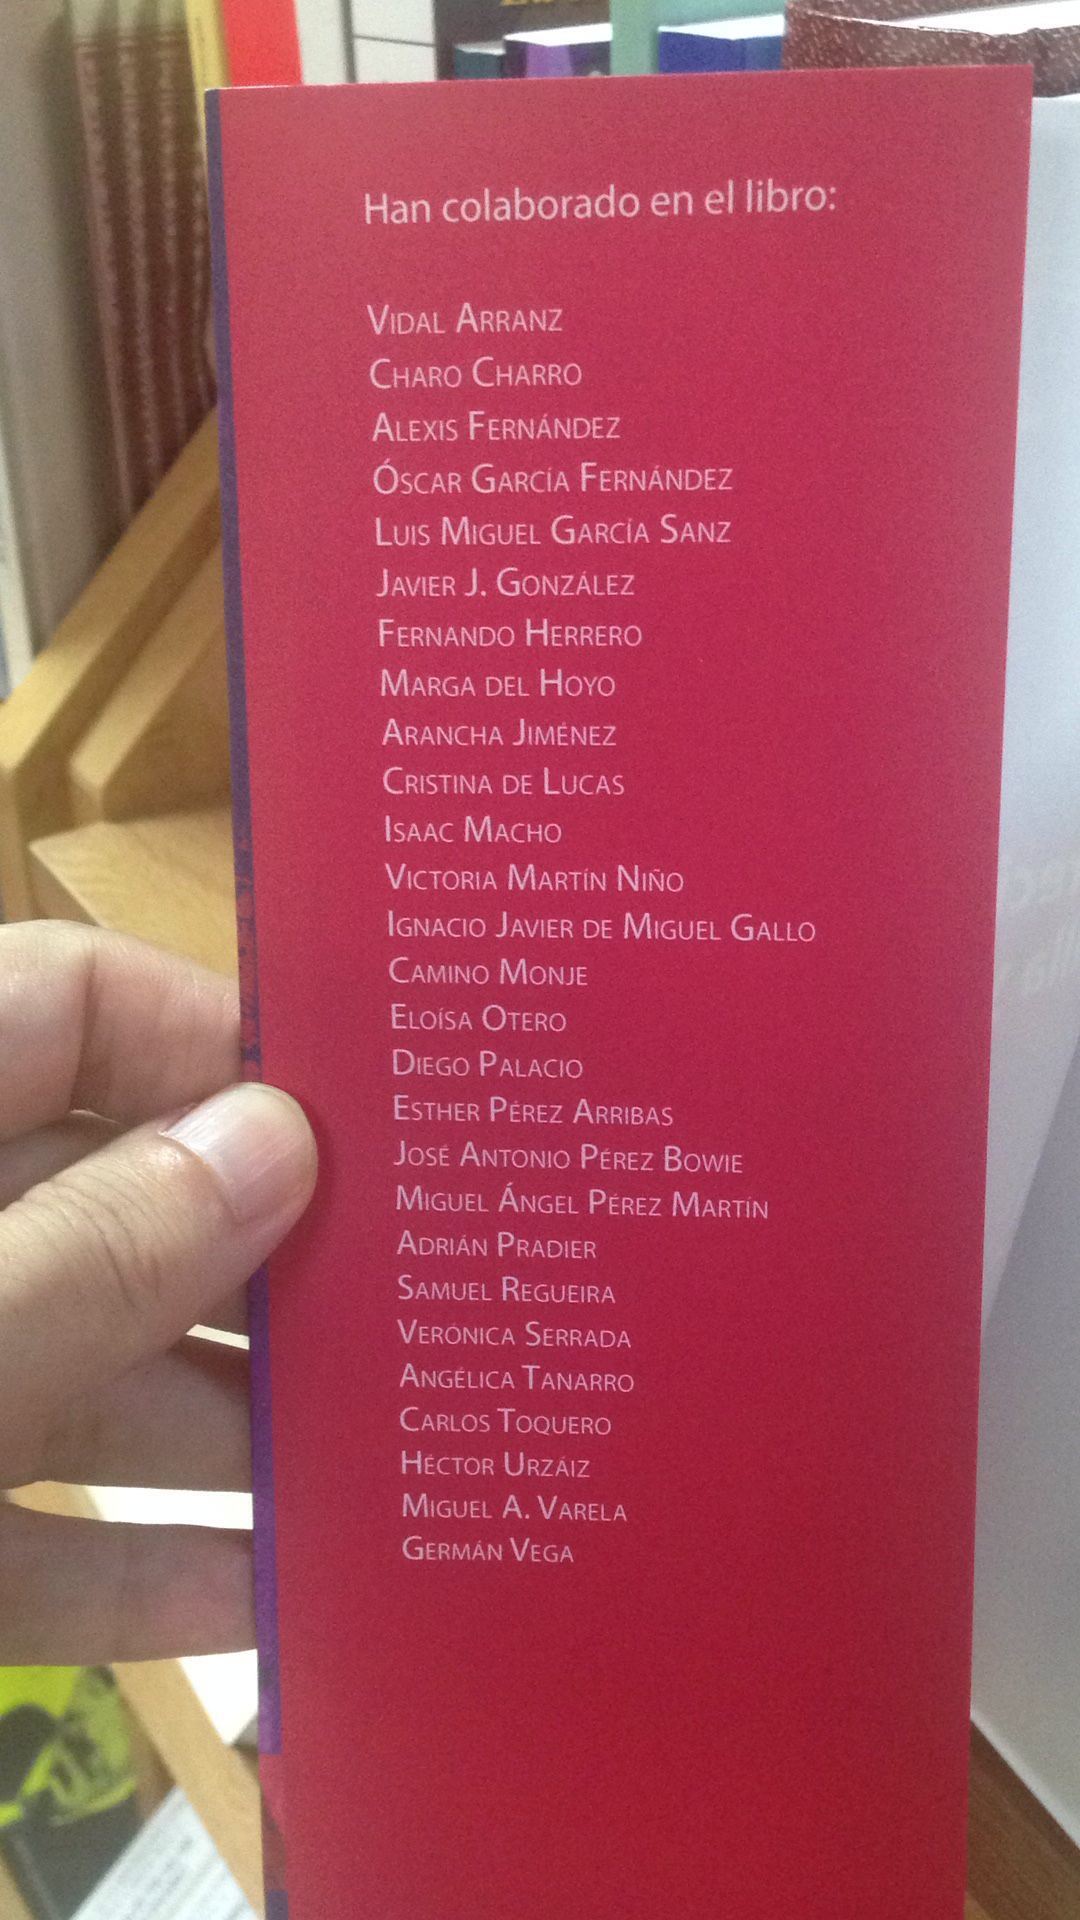 Han colaborado en el libro:
Vidal Arranz
Charo Charro
Alexis Fernández
Óscar García Fernández
Luis Miguel García Sanz
Javier J. González
Fernando Herrero
Marga del Hoyo
Arancha Jiménez
Cristina de Lucas
Isaac Macho
Victoria Martín Niño
Ignacio Javier de Miguel Gallo
Camino Monje
Eloísa Otero
Diego Palacio
Esther Pérez Arribas
José Antonio Pérez Bowie
Miguel Ángel Pérez Martín
Adrián Pradier
Samuel Regueira
Verónica Serrada
Angélica Tanarro
Carlos Toquero
Héctor Urzáiz
Miguel A. Varela
Germán Vega